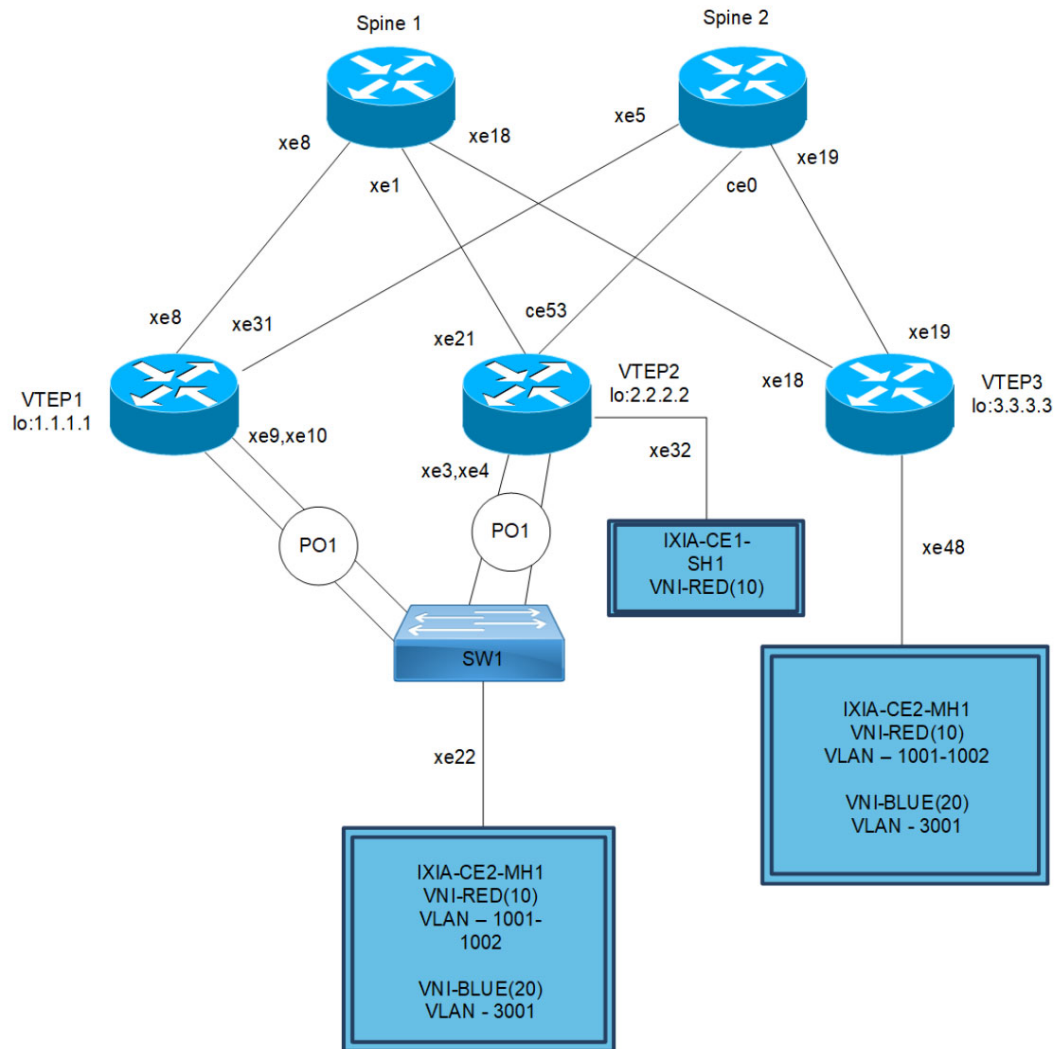 Spine 1
Spine 2
xe8
xe18
xe5
xe19
xe1
ce0
xe8
xe31
ce53
xe21
xe19
xe18
VTEP1
lo:1.1.1.1
VTEP2
lo:2.2.2.2
VTEP3
lo:3.3.3.3
xe9,xe10
xe3,xe4
xe32
PO1
PO1
xe48
IXIA-CE1-
SH1
VNI-RED(10)
SW1
xe22
IXIA-CE2-MH1
VNI-RED(10)
VLAN – 1001-1002
VNI-BLUE(20)
VLAN - 3001
IXIA-CE2-MH1
VNI-RED(10)
VLAN – 1001-
1002
VNI-BLUE(20)
VLAN - 3001